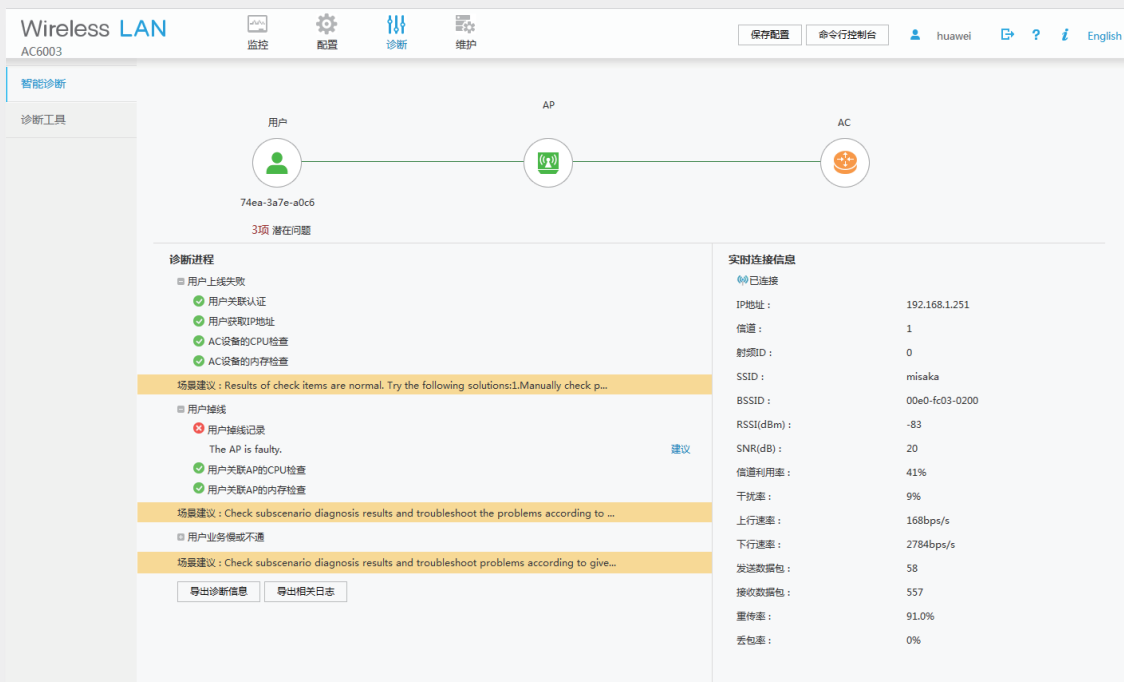 Wireless LAN
AC6003
监控
配置
诊断
维护
保存配置
命令行控制台
huawei
?
i
English
智能诊断
诊断工具
用户
AP
AC
74ea-3a7e-a0c6
3项 潜在问题
诊断进程
用户上线失败
用户关联认证
用户获取IP地址
AC设备的CPU检查
AC设备的内存检查
场景建议：Results of check items are normal. Try the following solutions:1.Manually check p...
用户掉线
用户掉线记录
The AP is faulty.
建议
用户关联AP的CPU检查
用户关联AP的内存检查
场景建议：Check subscenario diagnosis results and troubleshoot the problems according to ...
用户业务慢或不通
场景建议：Check subscenario diagnosis results and troubleshoot problems according to give...
导出诊断信息
导出相关日志
实时连接信息
已连接
IP地址： 192.168.1.251
信道： 1
射频ID： 0
SSID： misaka
BSSID： 00e0-fc03-0200
RSSI(dBm)： -83
SNR(dB)： 20
信道利用率： 41%
干扰率： 9%
上行速率： 168bps/s
下行速率： 2784bps/s
发送数据包： 58
接收数据包： 557
重传率： 91.0%
丢包率： 0%